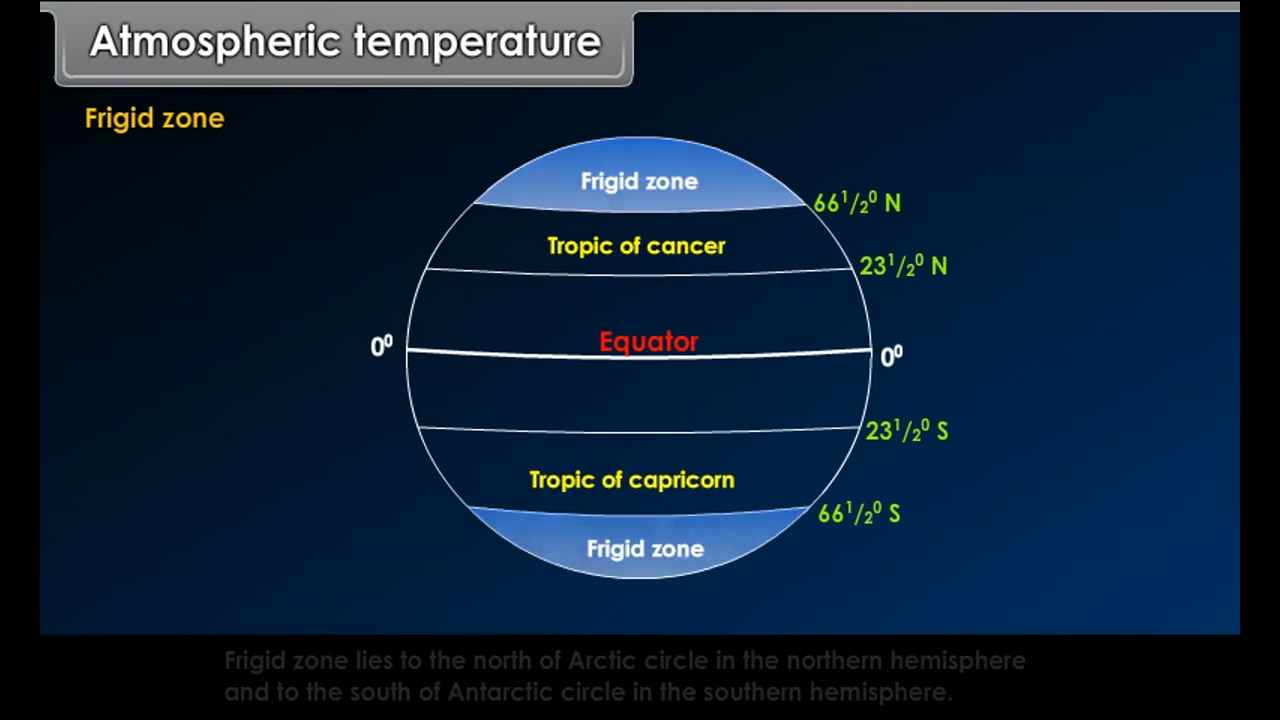 Atmospheric temperature
Frigid zone
Frigid zone
66¹/₂⁰ N
Tropic of cancer
23¹/₂⁰ N
Equator
0⁰
0⁰
23¹/₂⁰ S
Tropic of capricorn
66¹/₂⁰ S
Frigid zone
Frigid zone lies to the north of Arctic circle in the northern hemisphere
and to the south of Antarctic circle in the southern hemisphere.